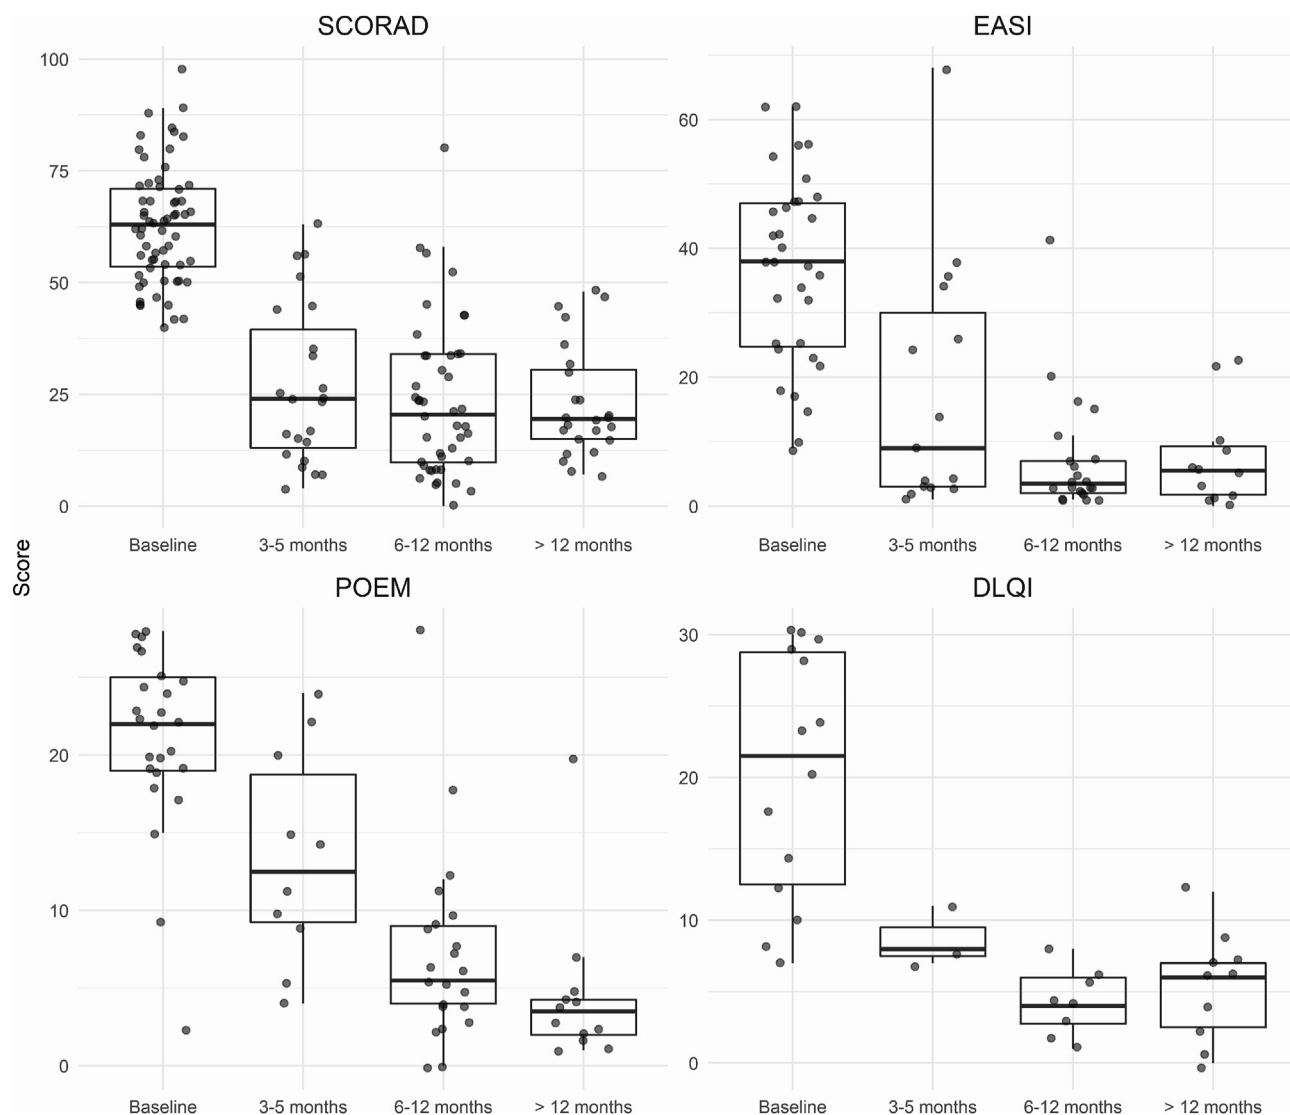 SCORAD
EASI
100
75
50
25
0
60
40
20
0
Baseline
3-5 months
6-12 months
> 12 months
Baseline
3-5 months
6-12 months
> 12 months
Score
POEM
DLQI
20
10
0
30
20
10
0
Baseline
3-5 months
6-12 months
> 12 months
Baseline
3-5 months
6-12 months
> 12 months